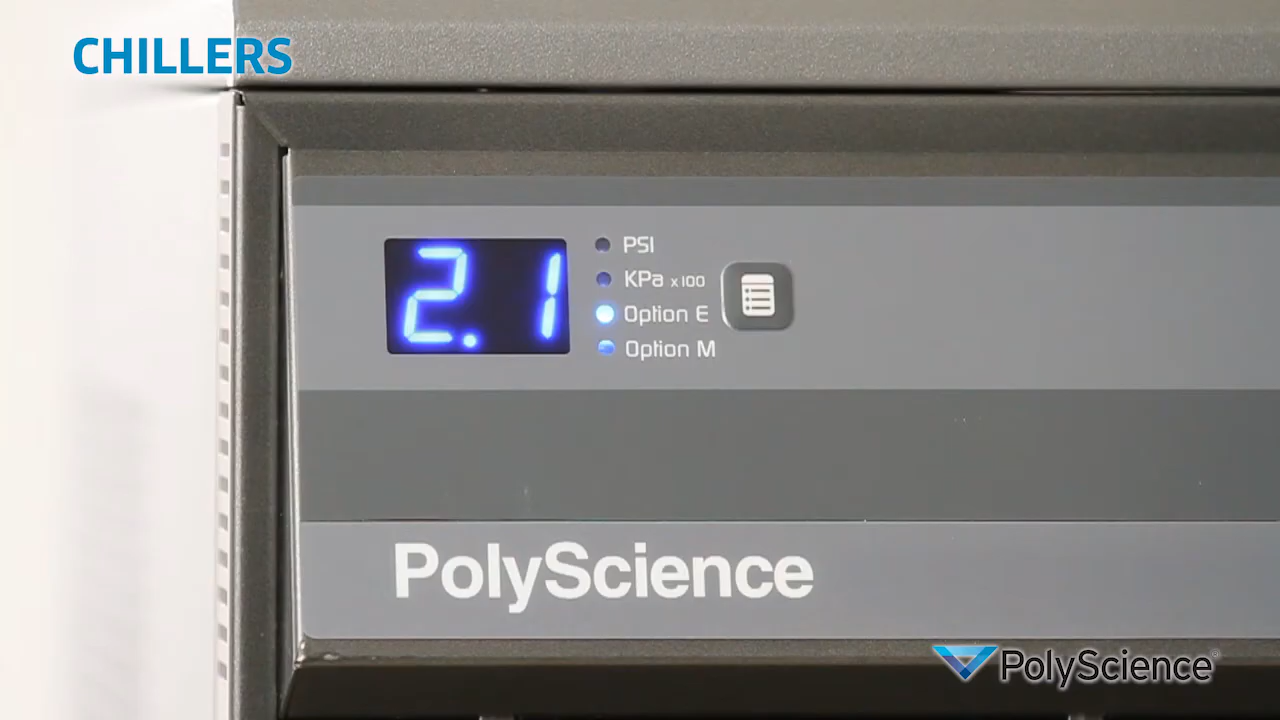 CHILLERS
2. 1
PSI
KPa x100
Option E
Option M
PolyScience
PolyScience®